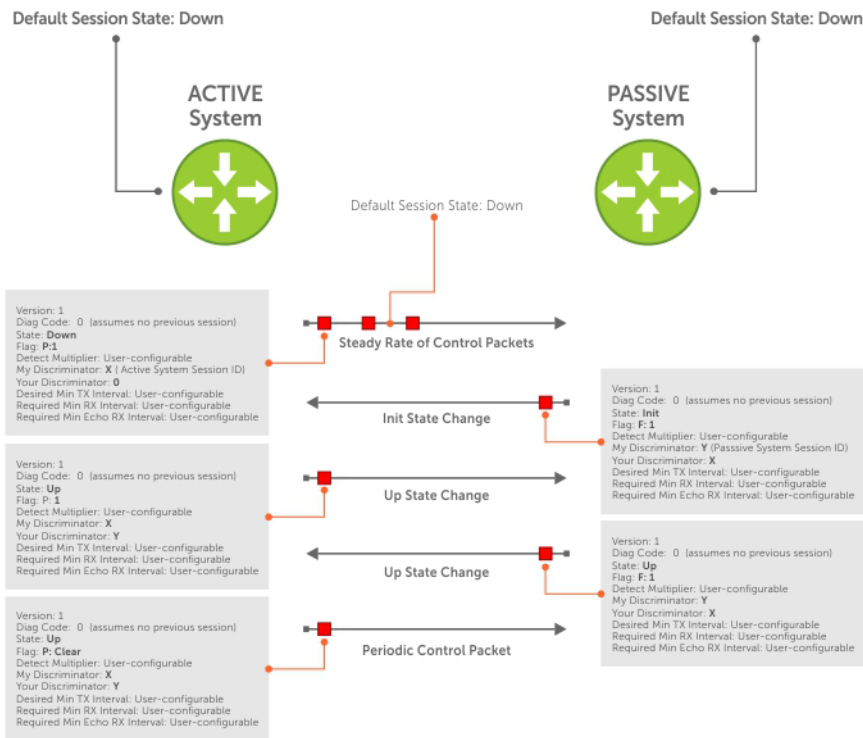 Default Session State: Down
Default Session State: Down
ACTIVE
System
PASSIVE
System
Default Session State: Down
Version: 1
Diag Code: 0 (assumes no previous session)
State: Down
Flag: P:1
Detect Multiplier: User-configurable
My Discriminator: X ( Active System Session ID)
Your Discriminator: 0
Desired Min TX Interval: User-configurable
Required Min RX Interval: User-configurable
Required Min Echo RX Interval: User-configurable
Steady Rate of Control Packets
Init State Change
Version: 1
Diag Code: 0 (assumes no previous session)
State: Init
Flag: F: 1
Detect Multiplier: User-configurable
My Discriminator: Y (Passsive System Session ID)
Your Discriminator: X
Desired Min TX Interval: User-configurable
Required Min RX Interval: User-configurable
Required Min Echo RX Interval: User-configurable
Version: 1
Diag Code: 0 (assumes no previous session)
State: Up
Flag: P: 1
Detect Multiplier: User-configurable
My Discriminator: X
Your Discriminator: Y
Desired Min TX Interval: User-configurable
Required Min RX Interval: User-configurable
Required Min Echo RX Interval: User-configurable
Up State Change
Up State Change
Version: 1
Diag Code: 0 (assumes no previous session)
State: Up
Flag: F: 1
Detect Multiplier: User-configurable
My Discriminator: Y
Your Discriminator: X
Desired Min TX Interval: User-configurable
Required Min RX Interval: User-configurable
Required Min Echo RX Interval: User-configurable
Version: 1
Diag Code: 0 (assumes no previous session)
State: Up
Flag: P: Clear
Detect Multiplier: User-configurable
My Discriminator: X
Your Discriminator: Y
Desired Min TX Interval: User-configurable
Required Min RX Interval: User-configurable
Required Min Echo RX Interval: User-configurable
Periodic Control Packet